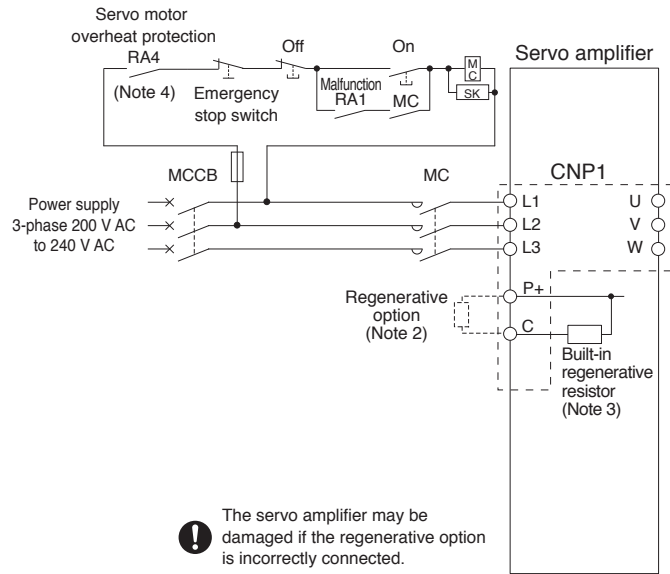 Servo motor
overheat protection
RA4
(Note 4)
Emergency
stop switch
Off
On
Malfunction
RA1
MC
M
C
SK
Servo amplifier
MCCB
MC
CNP1
Power supply
3-phase 200 V AC
to 240 V AC
L1
L2
L3
U
V
W
Regenerative
option
(Note 2)
P+
C
Built-in
regenerative
resistor
(Note 3)
The servo amplifier may be
damaged if the regenerative option
is incorrectly connected.